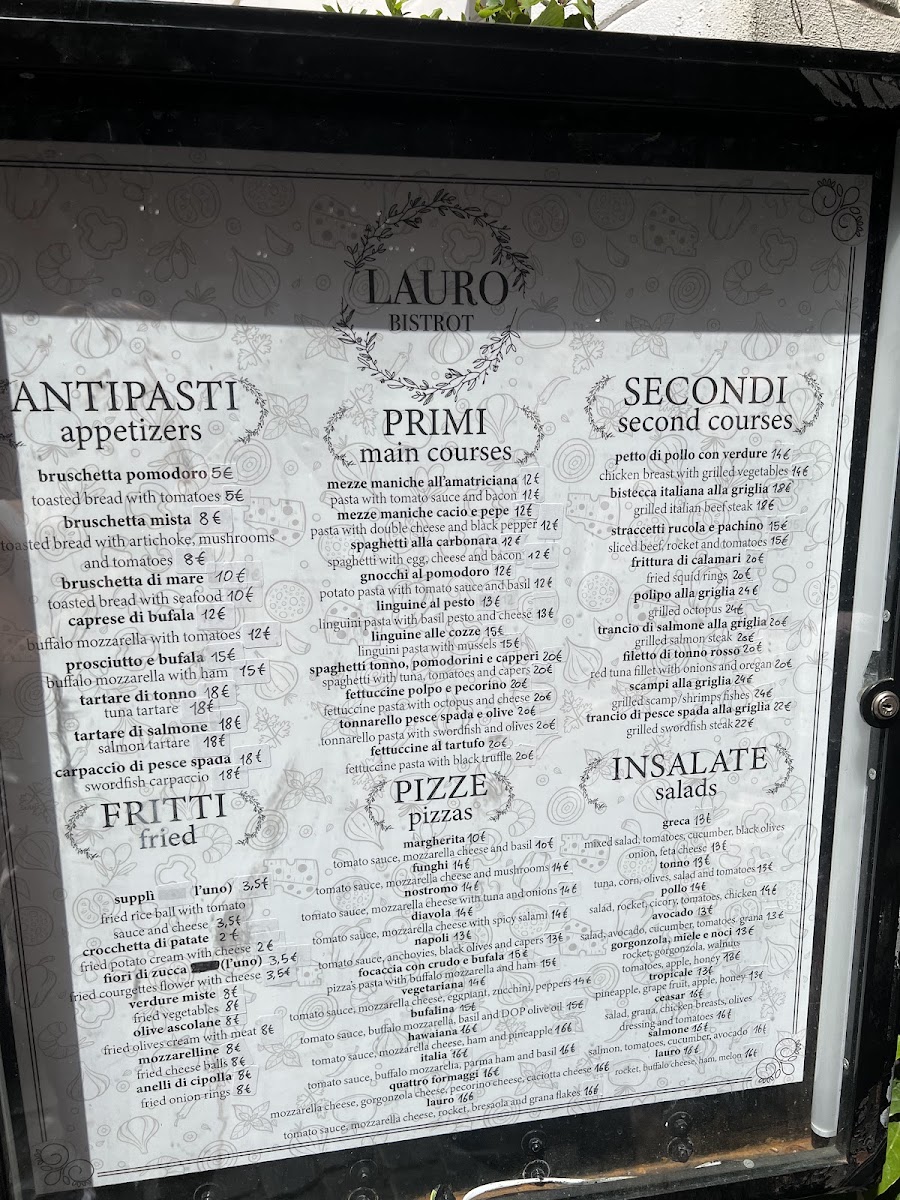 LAURO
BISTROT
ANTIPASTI
appetizers
bruschetta pomodoro 5€
toasted bread with tomatoes 5€
bruschetta mista 8€
toasted bread with artichoke, mushrooms
and tomatoes 8€
bruschetta di mare 10€
toasted bread with seafood 10€
caprese di bufala 12€
buffalo mozzarella with tomatoes 12€
prosciutto e bufala 15€
buffalo mozzarella with ham 15€
tartare di tonno 18€
tuna tartare 18€
tartare di salmone 18€
salmon tartare 18€
carpaccio di pesce spada 18€
swordfish carpaccio 18€
FRITTI
fried
supplì l'uno) 3,5€
fried rice ball with tomato
sauce and cheese 3,5€
crocchetta di patate 2€
fried potato cream with cheese 2€
fiori di zucca (l'uno) 3,5€
fried courgettes flower with cheese 3,5€
verdure miste 8€
fried vegetables 8€
olive ascolane 8€
fried olives cream with meat 8€
mozzarelline 8€
fried cheese balls 8€
anelli di cipolla 8€
fried onion rings 8€
PRIMI
main courses
mezze maniche all'amatriciana 12€
pasta with tomato sauce and bacon 12€
mezze maniche cacio e pepe 12€
pasta with double cheese and black pepper 12€
spaghetti alla carbonara 12€
spaghetti with egg, cheese and bacon 12€
gnocchi al pomodoro 12€
potato pasta with tomato sauce and basil 12€
linguine al pesto 13€
linguini pasta with basil pesto and cheese 13€
linguine alle cozze 15€
linguini pasta with mussels 15€
spaghetti tonno, pomodorini e capperi 20€
spaghetti with tuna, tomatoes and capers 20€
fettuccine polpo e pecorino 20€
fettuccine pasta with octopus and cheese 20€
tonnarello pesce spada e olive 20€
tonnarello pasta with swordfish and olives 20€
fettuccine al tartufo 20€
fettuccine pasta with black truffle 20€
PIZZE
pizzas
margherita 10€
tomato sauce, mozzarella cheese and basil 10€
funghi 14€
tomato sauce, mozzarella cheese and mushrooms 14€
nostromo 14€
tomato sauce, mozzarella cheese with tuna and onions 14€
diavola 14€
tomato sauce, mozzarella cheese with spicy salami 14€
napoli 13€
tomato sauce, anchovies, black olives and capers 13€
focaccia con crudo e bufala 15€
pizza's pasta with buffalo mozzarella and ham 15€
vegetariana 14€
tomato sauce, mozzarella cheese, eggplant, zucchini, peppers 14€
bufalina 15€
tomato sauce, buffalo mozzarella, basil and DOP olive oil 15€
hawaiana 16€
tomato sauce, mozzarella cheese, ham and pineapple 16€
italia 16€
tomato sauce, buffalo mozzarella, parma ham and basil 16€
quattro formaggi 16€
mozzarella cheese, gorgonzola cheese, pecorino cheese, caciotta cheese 16€
lauro 16€
tomato sauce, mozzarella cheese, rocket, bresaola and grana flakes 16€
SECONDI
second courses
petto di pollo con verdure 14€
chicken breast with grilled vegetables 14€
bistecca italiana alla griglia 18€
grilled italian beef steak 18€
straccetti rucola e pachino 15€
sliced beef, rocket and tomatoes 15€
frittura di calamari 20€
fried squid rings 20€
polipo alla griglia 24€
grilled octopus 24€
trancio di salmone alla griglia 20€
grilled salmon steak 20€
filetto di tonno rosso 20€
red tuna fillet with onions and oregan 20€
scampi alla griglia 24€
grilled scamp/shrimps fishes 24€
trancio di pesce spada alla griglia 22€
grilled swordfish steak 22€
INSALATE
salads
greca 13€
mixed salad, tomatoes, cucumber, black olives
onion, feta cheese 13€
tonno 13€
tuna, corn, olives, salad and tomatoes 13€
pollo 14€
salad, rocket, cicory, tomatoes, chicken 14€
avocado 13€
salad, avocado, cucumber, tomatoes, grana 13€
gorgonzola, miele e noci 13€
rocket, gorgonzola, walnuts
tomatoes, apple, honey 13€
tropicale 13€
pineapple, grape fruit, apple, honey 13€
ceasar 16€
salad, grana, chicken breasts, olives
dressing and tomatoes 16€
salmone 16€
salmon, tomatoes, cucumber, avocado 16€
lauro 16€
rocket, buffalo cheese, ham, melon 16€